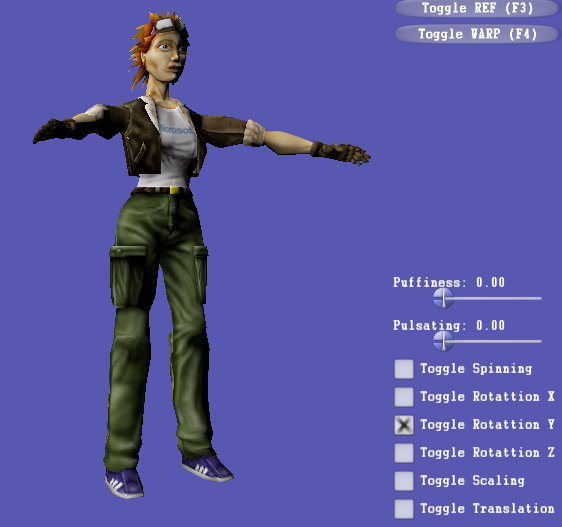 Toggle REF (F3)
Toggle WARP (F4)
Microsoft
Puffiness: 0.00
Pulsating: 0.00
Toggle Spinning
Toggle Rotattion X
Toggle Rotattion Y
Toggle Rotattion Z
Toggle Scaling
Toggle Translation